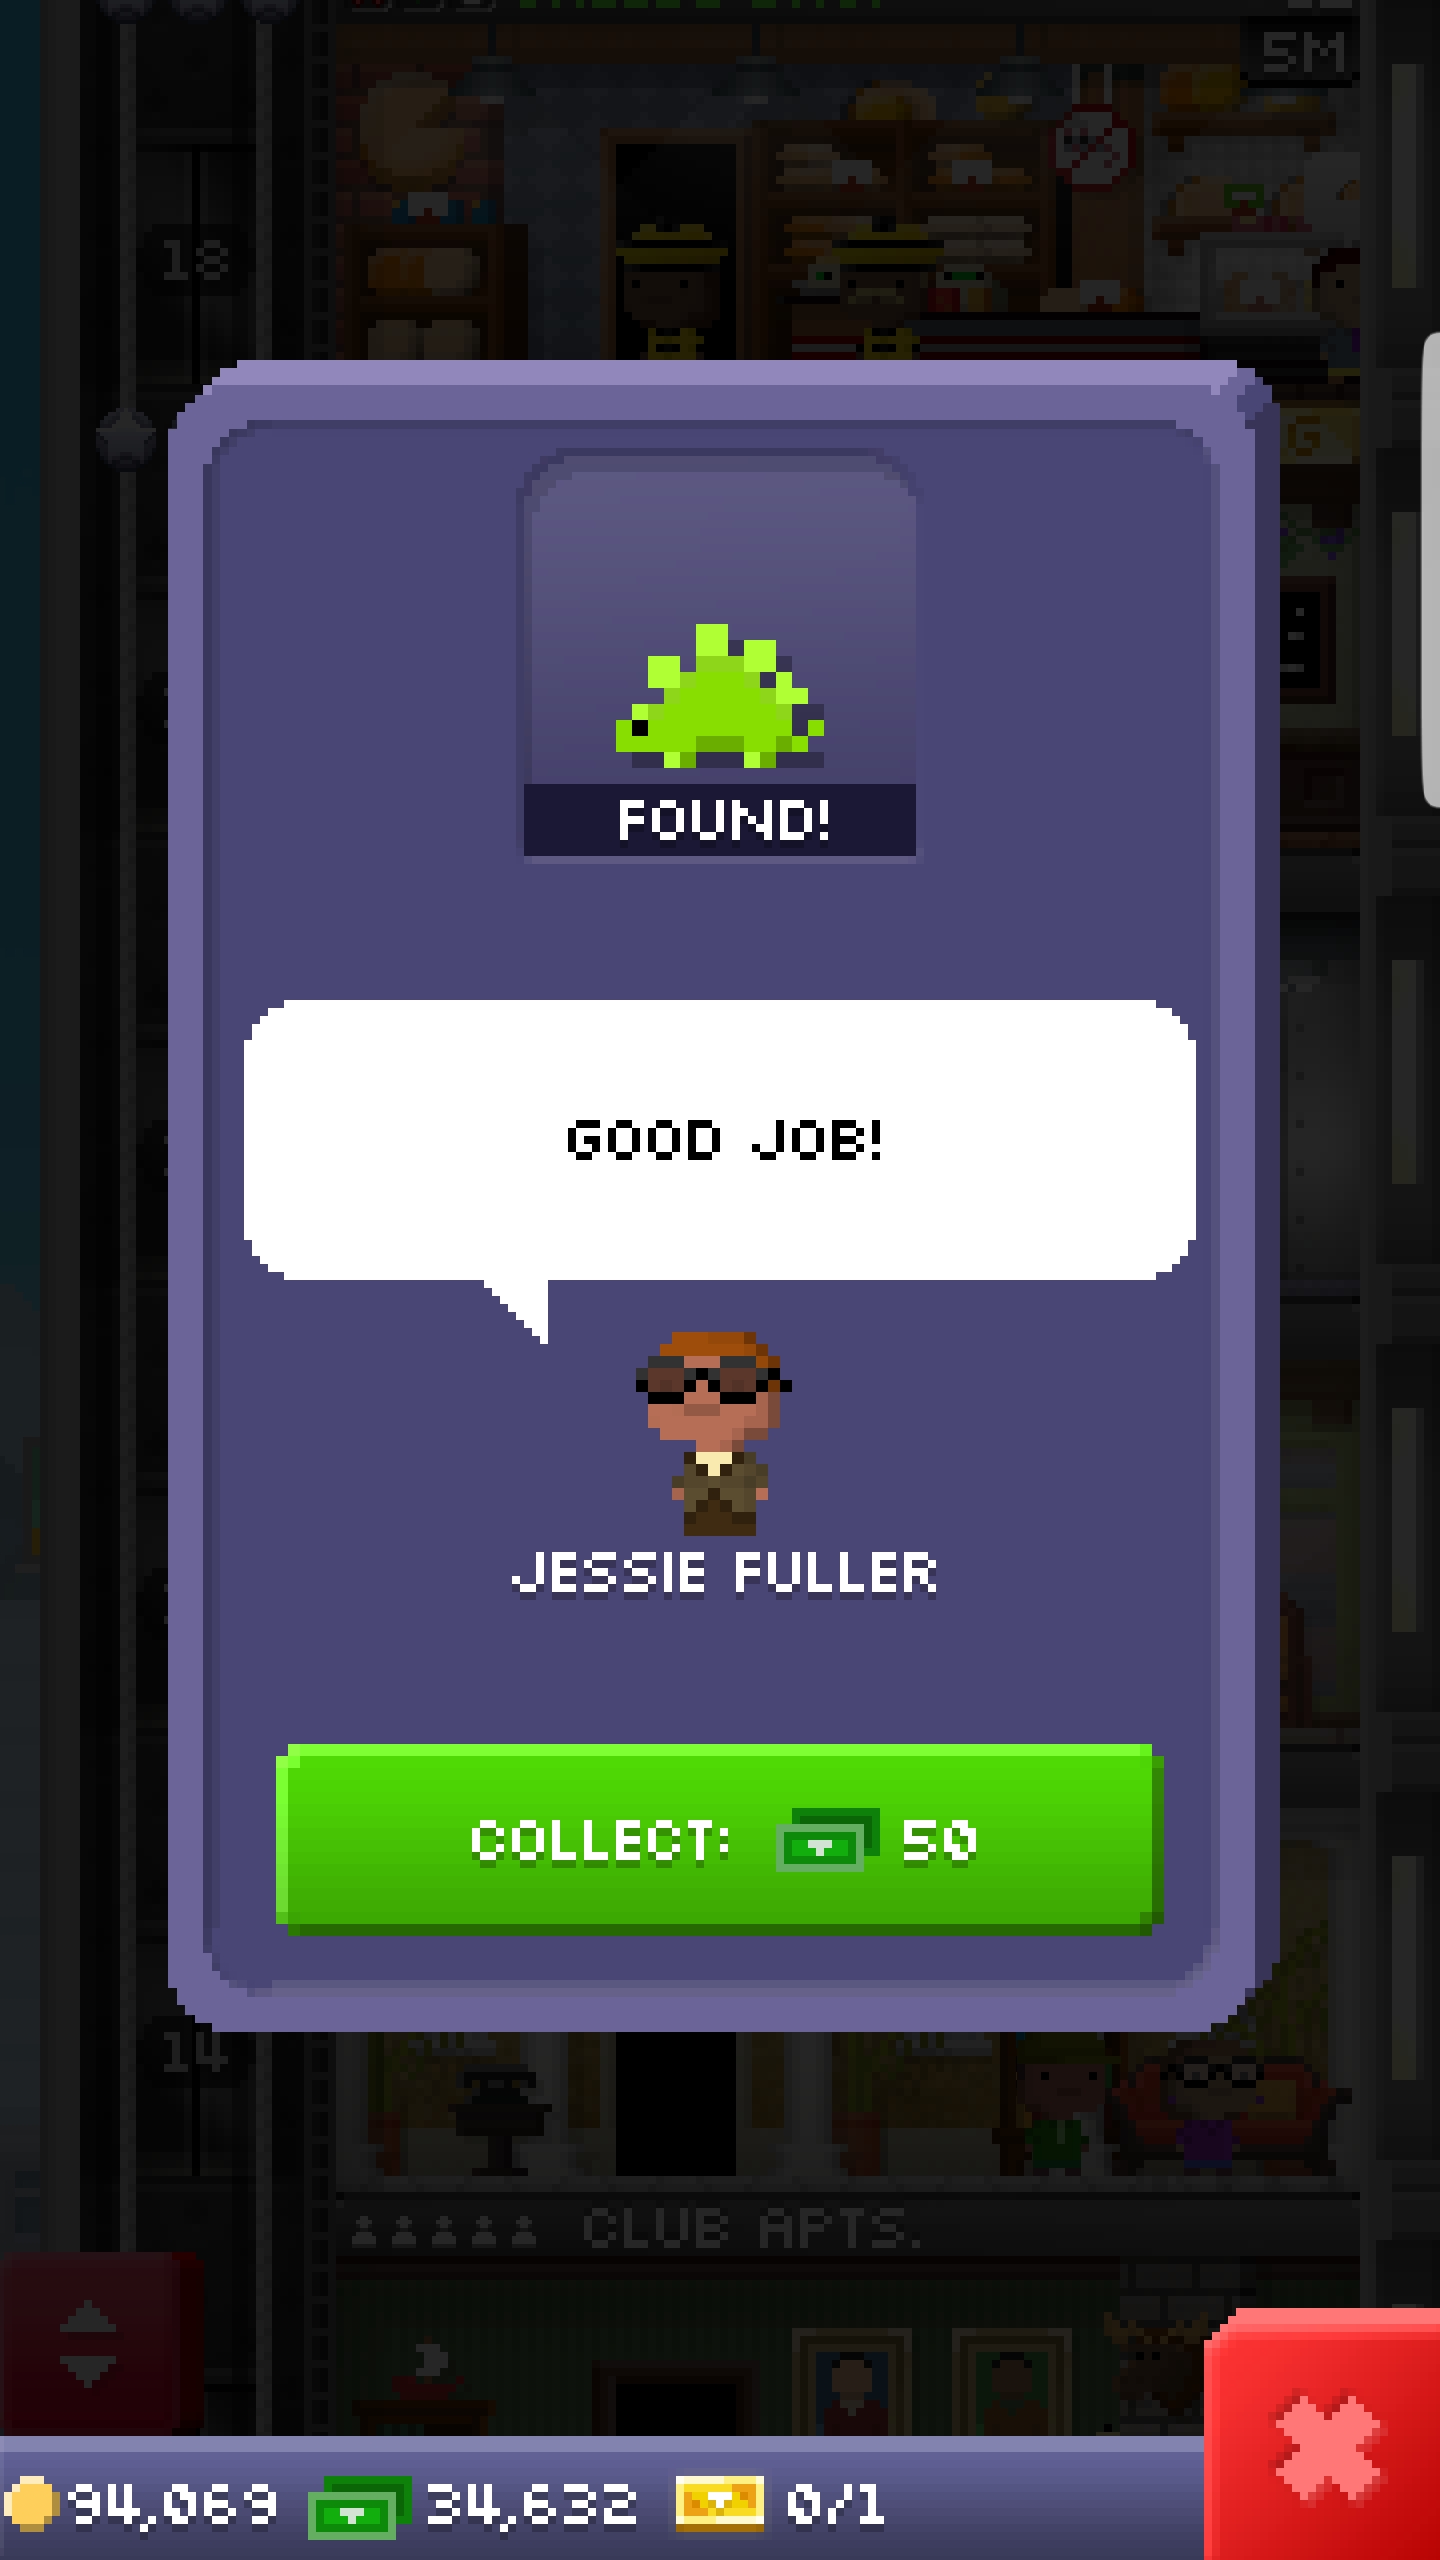 5M
18
G
FOUND!
GOOD JOB!
JESSIE FULLER
COLLECT: 50
14
CLUB APTS.
94,069 34,632 0/1